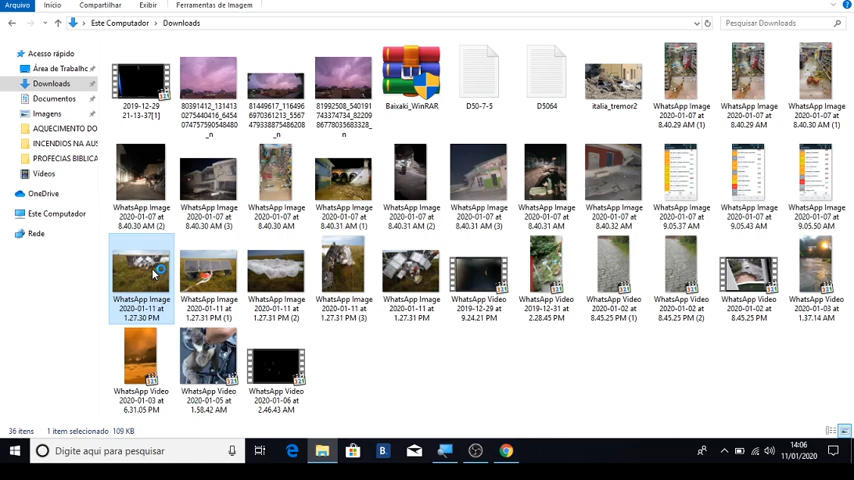 Arquivo Início Compartilhar Exibir Ferramentas de Imagem
Este Computador Downloads Pesquisar Downloads
Acesso rápido
Área de Trabalhc
Downloads
Documentos
Imagens
AQUECIMENTO DO
INCENDIOS NA AUS
PROFECIAS BIBLICA
Vídeos
OneDrive
Este Computador
Rede
2019-12-29
21-13-37[1]
80391412_131413
0275440416_6454
074757590548480_
n
81449617_116496
6970361213_5567
479338875486208_
n
81992508_540191
743374734_82209
86778035683328_
n
Baixaki_WinRAR
D50-7-5
D5064
italia_tremor2
WhatsApp Image
2020-01-07 at
8.40.29 AM (1)
WhatsApp Image
2020-01-07 at
8.40.29 AM
WhatsApp Image
2020-01-07 at
8.40.30 AM (1)
WhatsApp Image
2020-01-07 at
8.40.30 AM (2)
WhatsApp Image
2020-01-07 at
8.40.30 AM (3)
WhatsApp Image
2020-01-07 at
8.40.30 AM
WhatsApp Image
2020-01-07 at
8.40.31 AM (1)
WhatsApp Image
2020-01-07 at
8.40.31 AM (2)
WhatsApp Image
2020-01-07 at
8.40.31 AM (3)
WhatsApp Image
2020-01-07 at
8.40.31 AM
WhatsApp Image
2020-01-07 at
8.40.32 AM
WhatsApp Image
2020-01-07 at
9.05.37 AM
WhatsApp Image
2020-01-07 at
9.05.43 AM
WhatsApp Image
2020-01-07 at
9.05.50 AM
WhatsApp Image
2020-01-11 at
1.27.30 PM
WhatsApp Image
2020-01-11 at
1.27.31 PM (1)
WhatsApp Image
2020-01-11 at
1.27.31 PM (2)
WhatsApp Image
2020-01-11 at
1.27.31 PM (3)
WhatsApp Image
2020-01-11 at
1.27.31 PM
WhatsApp Video
2019-12-29 at
9.24.21 PM
WhatsApp Video
2019-12-31 at
2.28.45 PM
WhatsApp Video
2020-01-02 at
8.45.25 PM (1)
WhatsApp Video
2020-01-02 at
8.45.25 PM (2)
WhatsApp Video
2020-01-02 at
8.45.25 PM
WhatsApp Video
2020-01-03 at
1.37.14 AM
WhatsApp Video
2020-01-03 at
6.31.05 PM
WhatsApp Video
2020-01-05 at
1.58.42 AM
WhatsApp Video
2020-01-06 at
2.46.43 AM
36 itens 1 item selecionado 109 KB
Digite aqui para pesquisar
14:06
11/01/2020